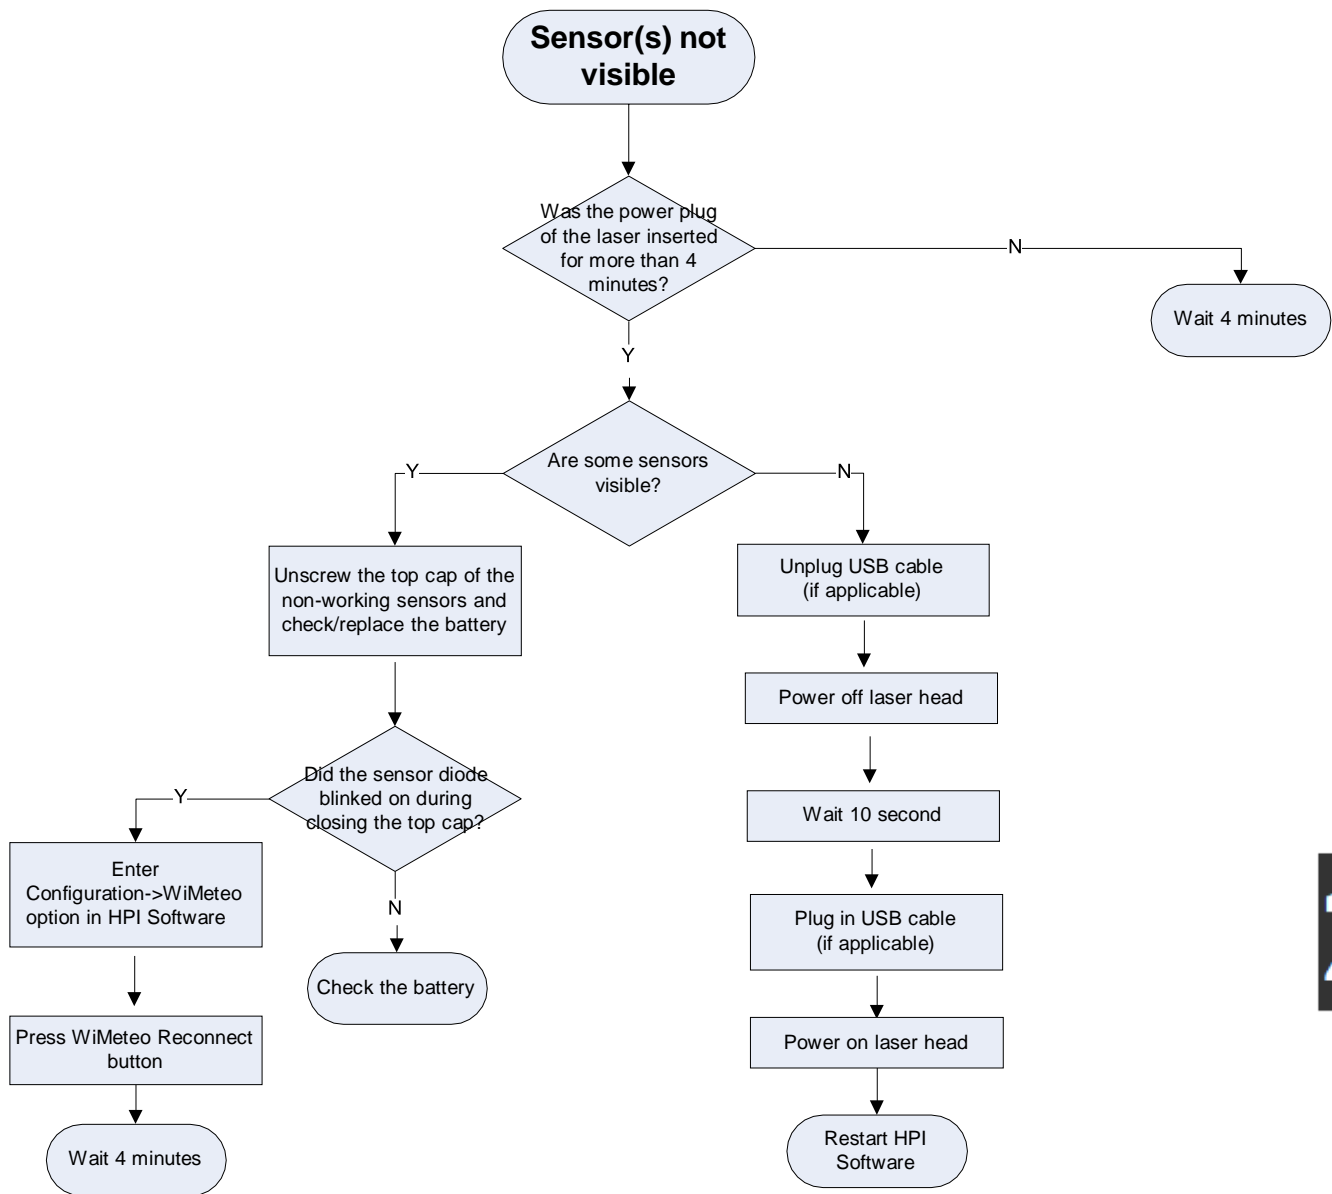 Sensor(s) not
visible
Was the power plug
of the laser inserted
for more than 4
minutes?
N
Wait 4 minutes
Y
Are some sensors
visible?
Y
N
Unscrew the top cap of the
non-working sensors and
check/replace the battery
Unplug USB cable
(if applicable)
Power off laser head
Did the sensor diode
blinked on during
closing the top cap?
Y
Wait 10 second
Enter
Configuration->WiMeteo
option in HPI Software
N
Plug in USB cable
(if applicable)
Check the battery
Press WiMeteo Reconnect
button
Power on laser head
Wait 4 minutes
Restart HPI
Software